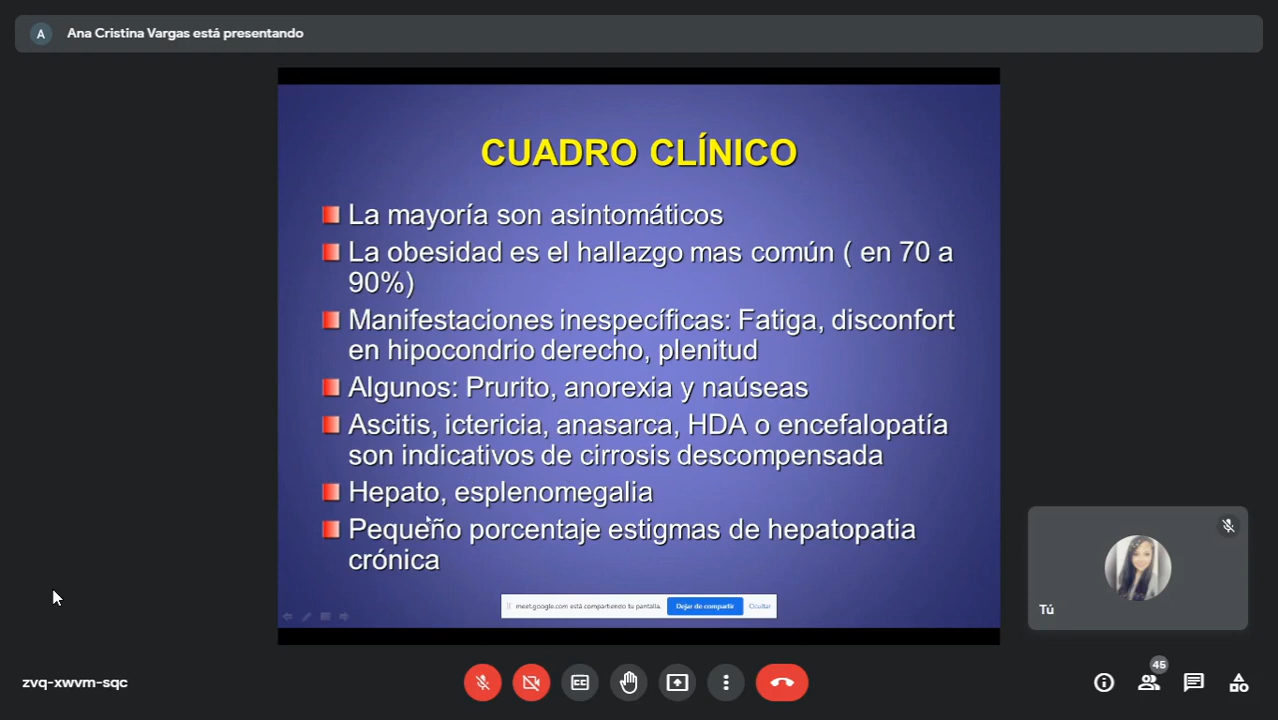 A
Ana Cristina Vargas está presentando
CUADRO CLÍNICO
La mayoría son asintomáticos
La obesidad es el hallazgo mas común ( en 70 a
90%)
Manifestaciones inespecíficas: Fatiga, disconfort
en hipocondrio derecho, plenitud
Algunos: Prurito, anorexia y naúseas
Ascitis, ictericia, anasarca, HDA o encefalopatía
son indicativos de cirrosis descompensada
Hepato, esplenomegalia
Pequeño porcentaje estigmas de hepatopatia
crónica
meet.google.com está compartiendo tu pantalla. Dejar de compartir Ocultar
Tú
zvq-xwvm-sqc
CC
45